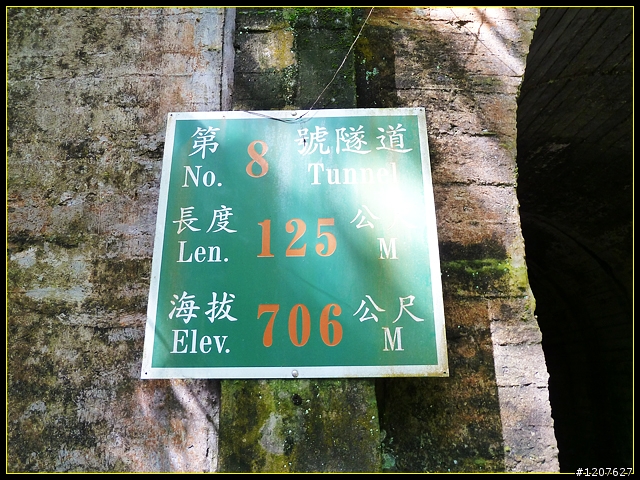 第 8 號隧道
No. Tunnel
長度 125 公
Len. M
海拔 706 公尺
Elev. M
#1207627